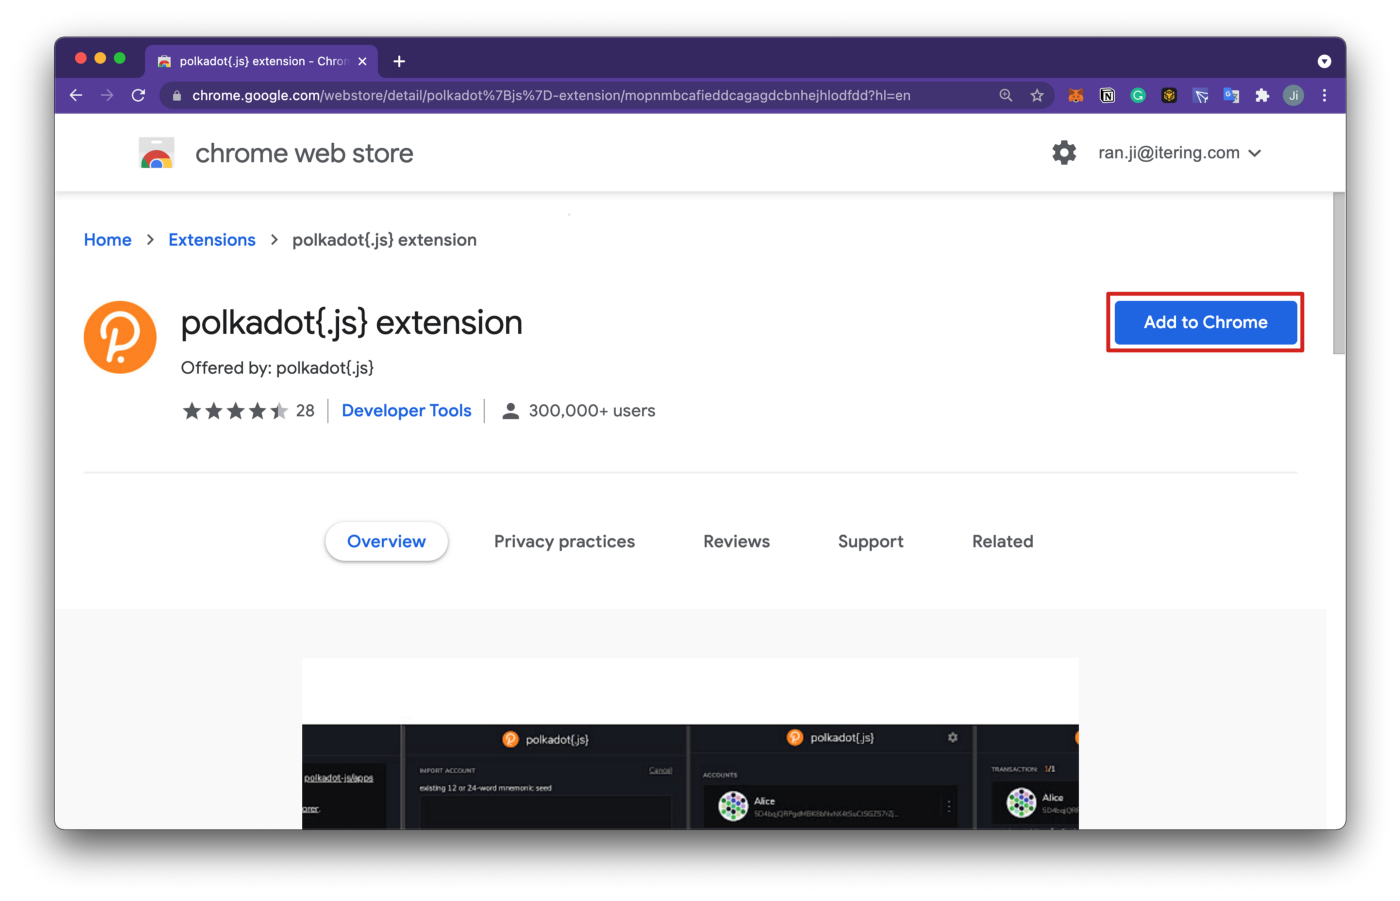 polkadot{.js} extension - Chro
chrome.google.com/webstore/detail/polkadot%7Bjs%7D-extension/mopnmbcafieddcagagdcbnhejhlodfdd?hl=en
Ji
chrome web store
ran.ji@itering.com
Home > Extensions > polkadot{.js} extension
polkadot{.js} extension
Add to Chrome
Offered by: polkadot{.js}
28 Developer Tools 300,000+ users
Overview Privacy practices Reviews Support Related
polkadot{.js} polkadot{.js}
IMPORT ACCOUNT Cancel ACCOUNTS TRANSACTION 1/1
polkadot-js/apps existing 12 or 24-word mnemonic seed
Alice Alice